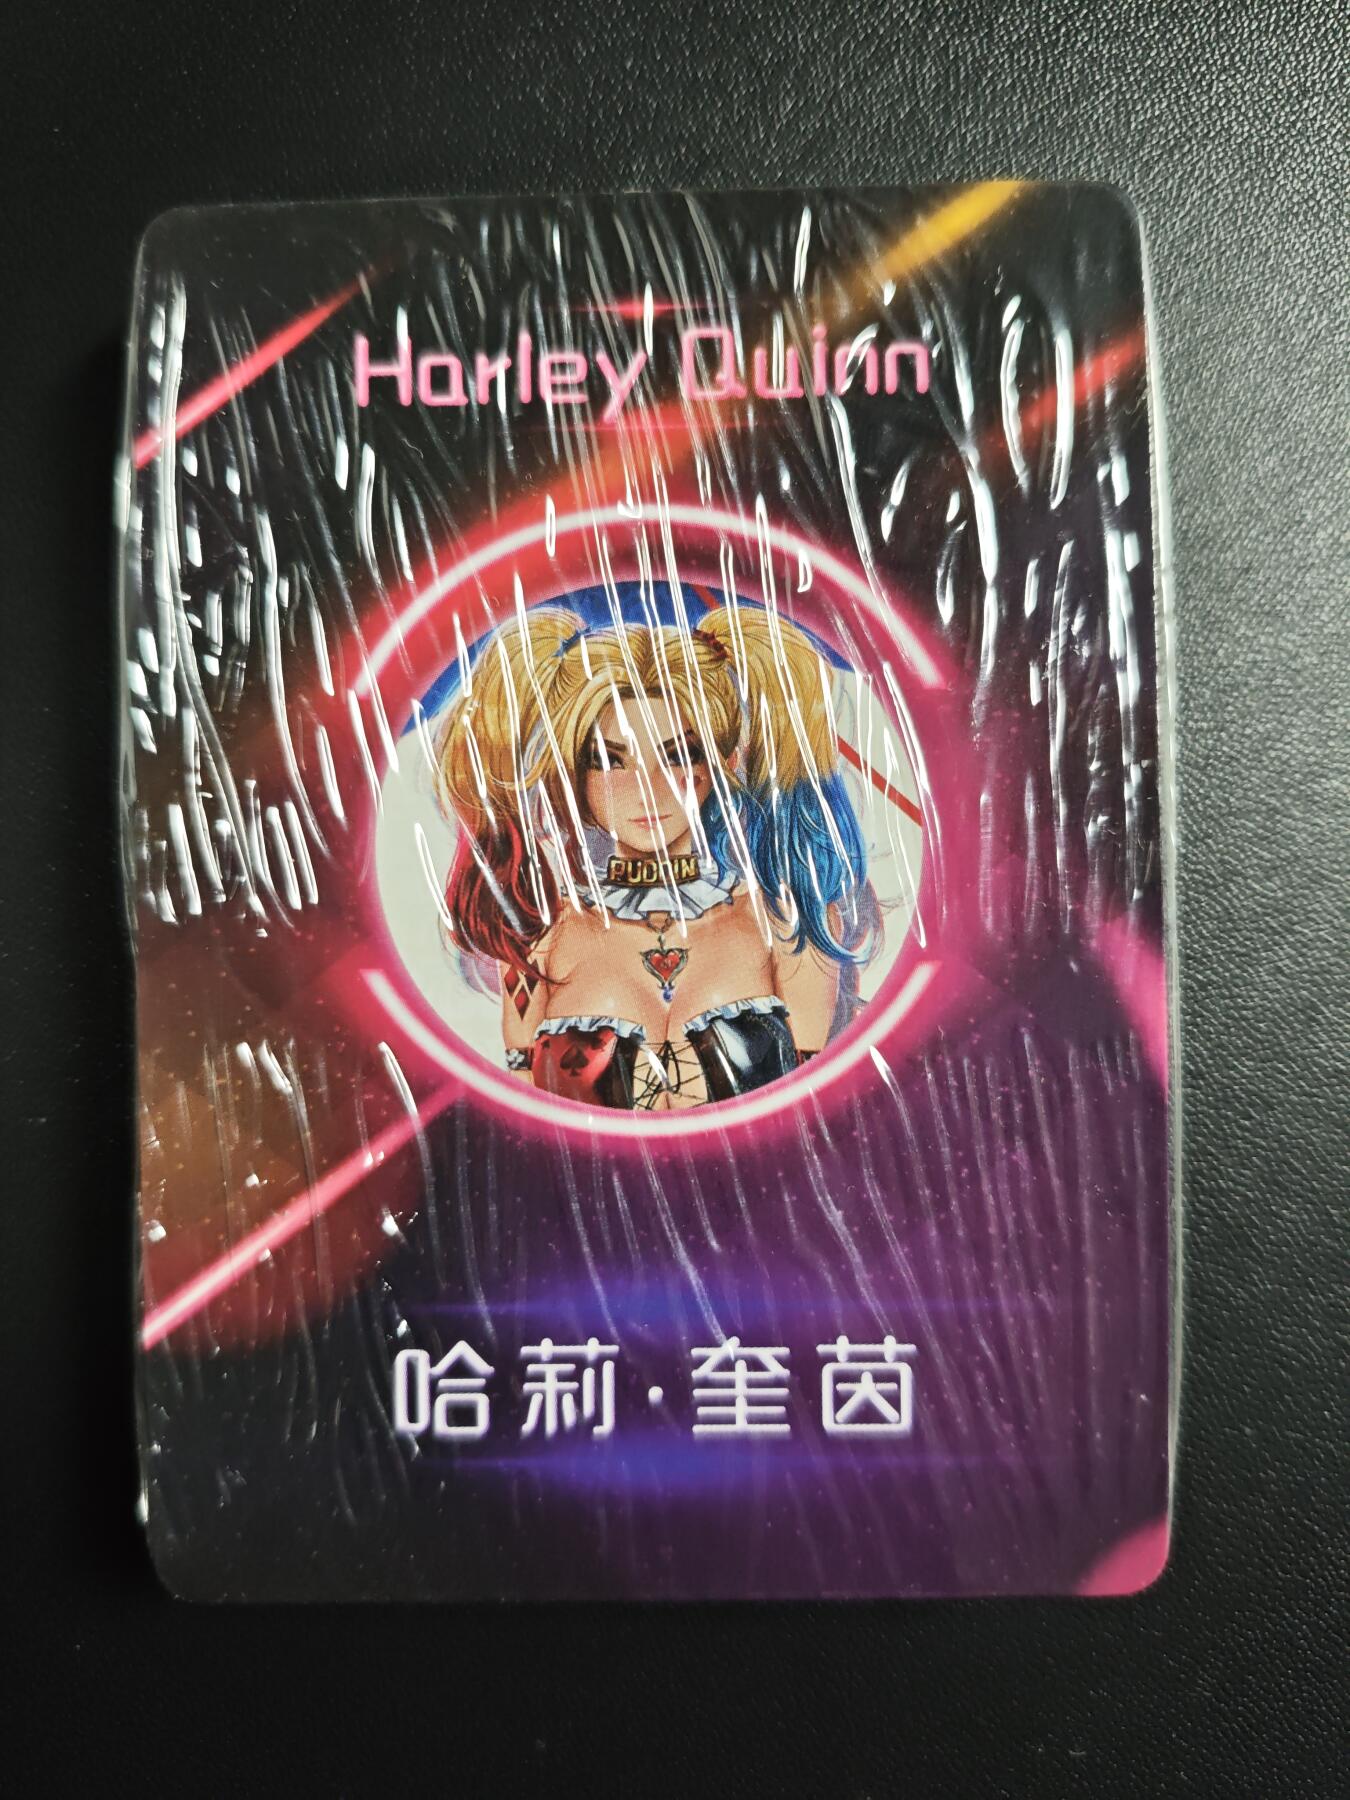 Harley Quinn
PUDDIN
哈莉·奎茵